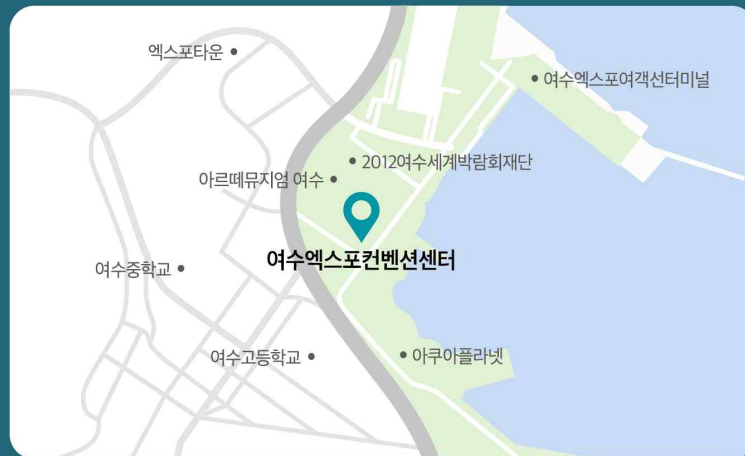 엑스포타운
여수엑스포여객선터미널
2012여수세계박람회재단
아르떼뮤지엄 여수
여수엑스포컨벤션센터
여수중학교
여수고등학교
아쿠아플라넷